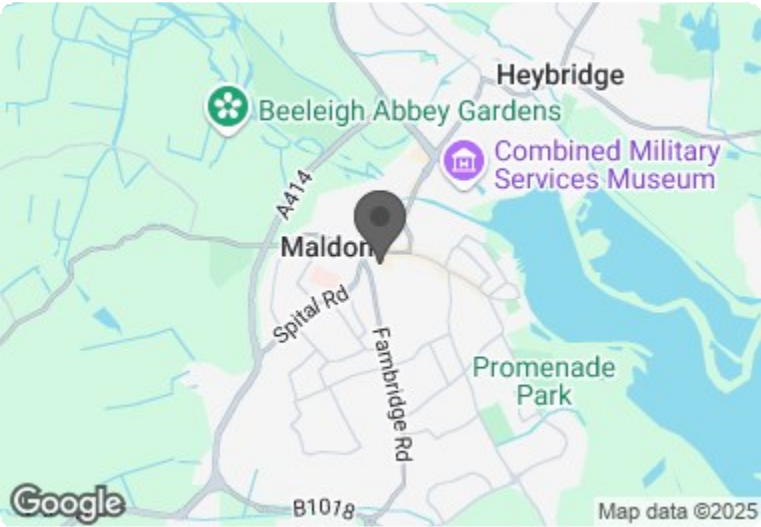 Heybridge
Beeleigh Abbey Gardens
Combined Military
Services Museum
A414
Maldon
Spital Rd
Fambridge Rd
Promenade
Park
B1018
Google
Map data ©2025